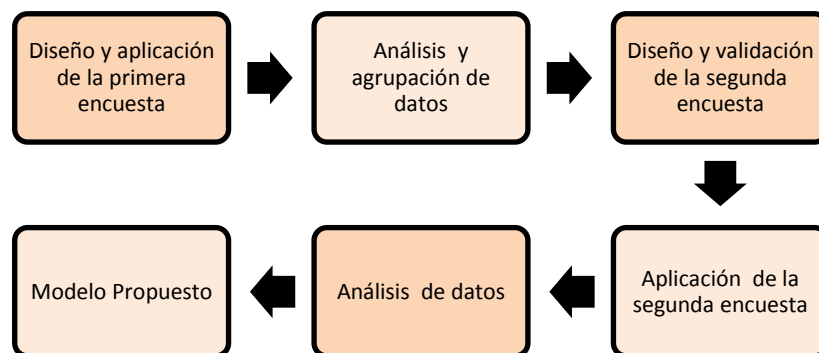 Diseño y aplicación
de la primera
encuesta
Análisis y
agrupación de
datos
Diseño y validación
de la segunda
encuesta
Aplicación de la
segunda encuesta
Análisis de datos
Modelo Propuesto